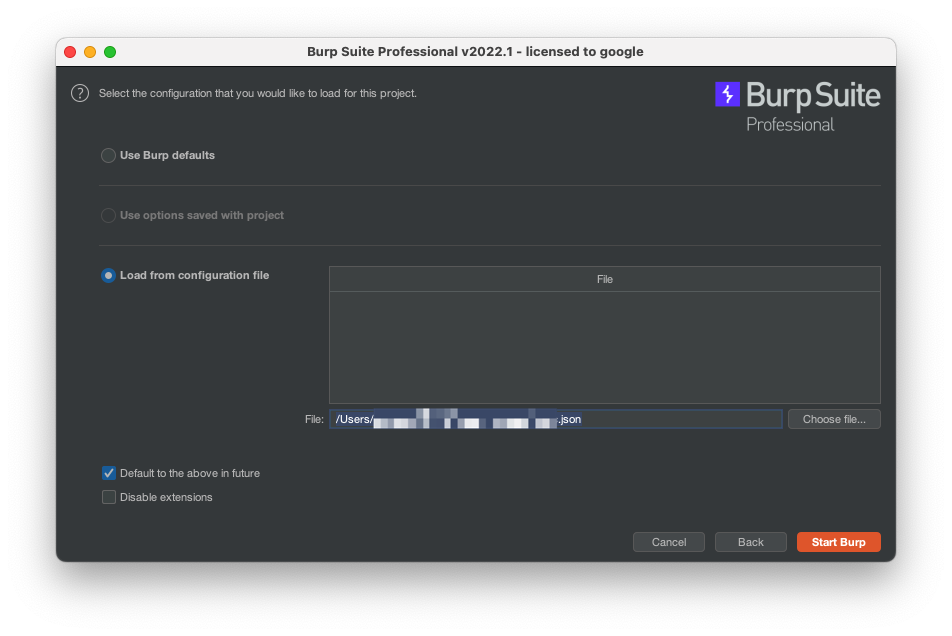 Burp Suite Professional v2022.1 - licensed to google
? Select the configuration that you would like to load for this project.
Burp Suite
Professional
Use Burp defaults
Use options saved with project
Load from configuration file
File
File: /Users/ .json Choose file...
Default to the above in future
Disable extensions
Cancel Back Start Burp